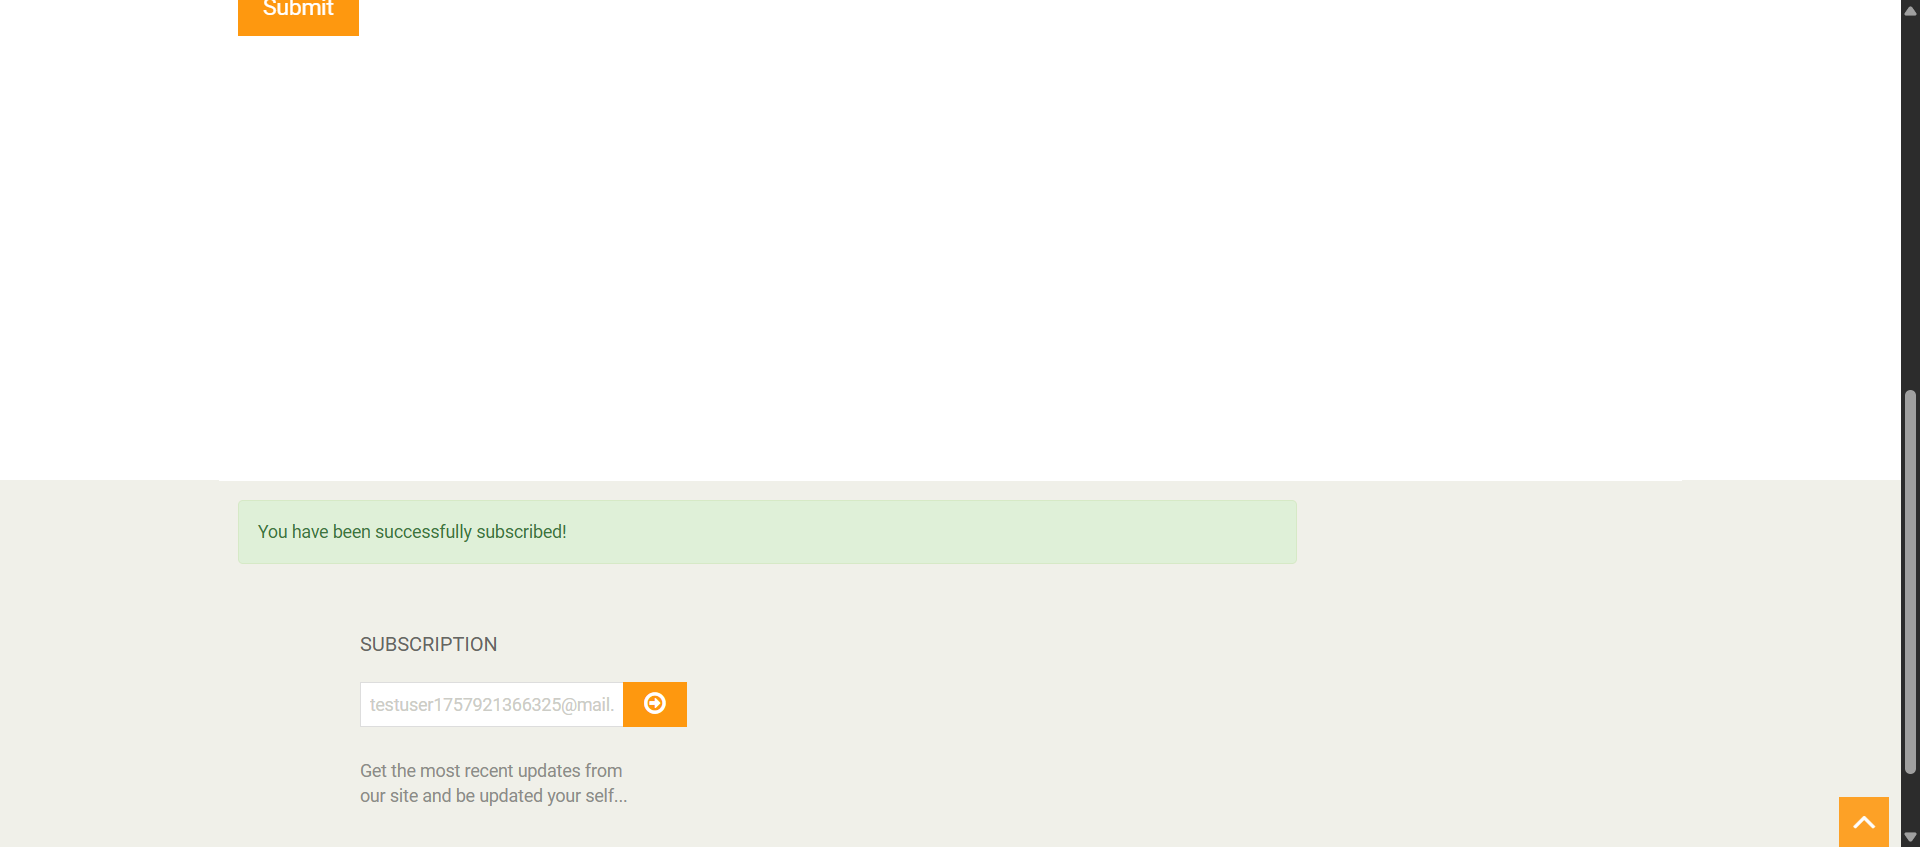 Submit
You have been successfully subscribed!
SUBSCRIPTION
testuser1757921366325@mail.
Get the most recent updates from
our site and be updated your self...